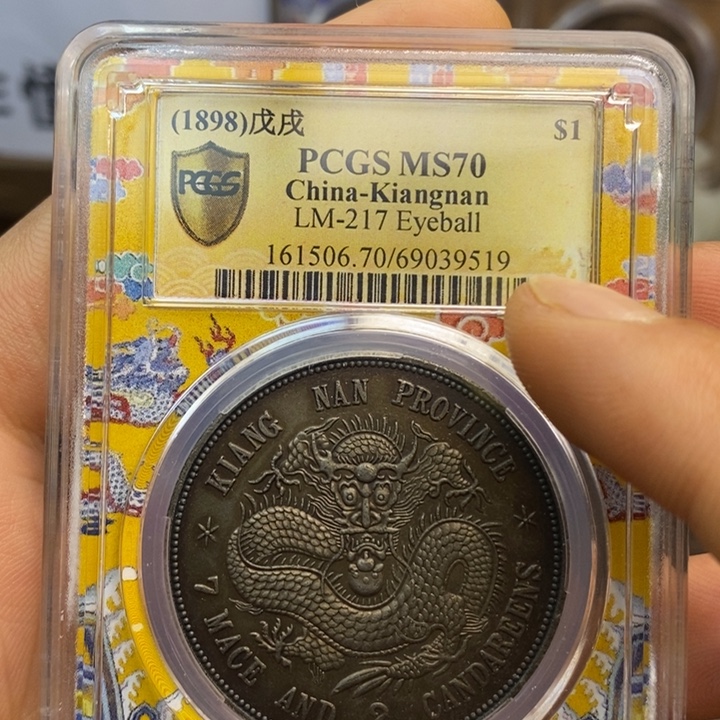 (1898)戊戌 $1
PCGS MS70
PCGS
China-Kiangnan
LM-217 Eyeball
161506.70/69039519
KIANG NAN PROVINCE
7 MACE AND 2 CANDAREENS